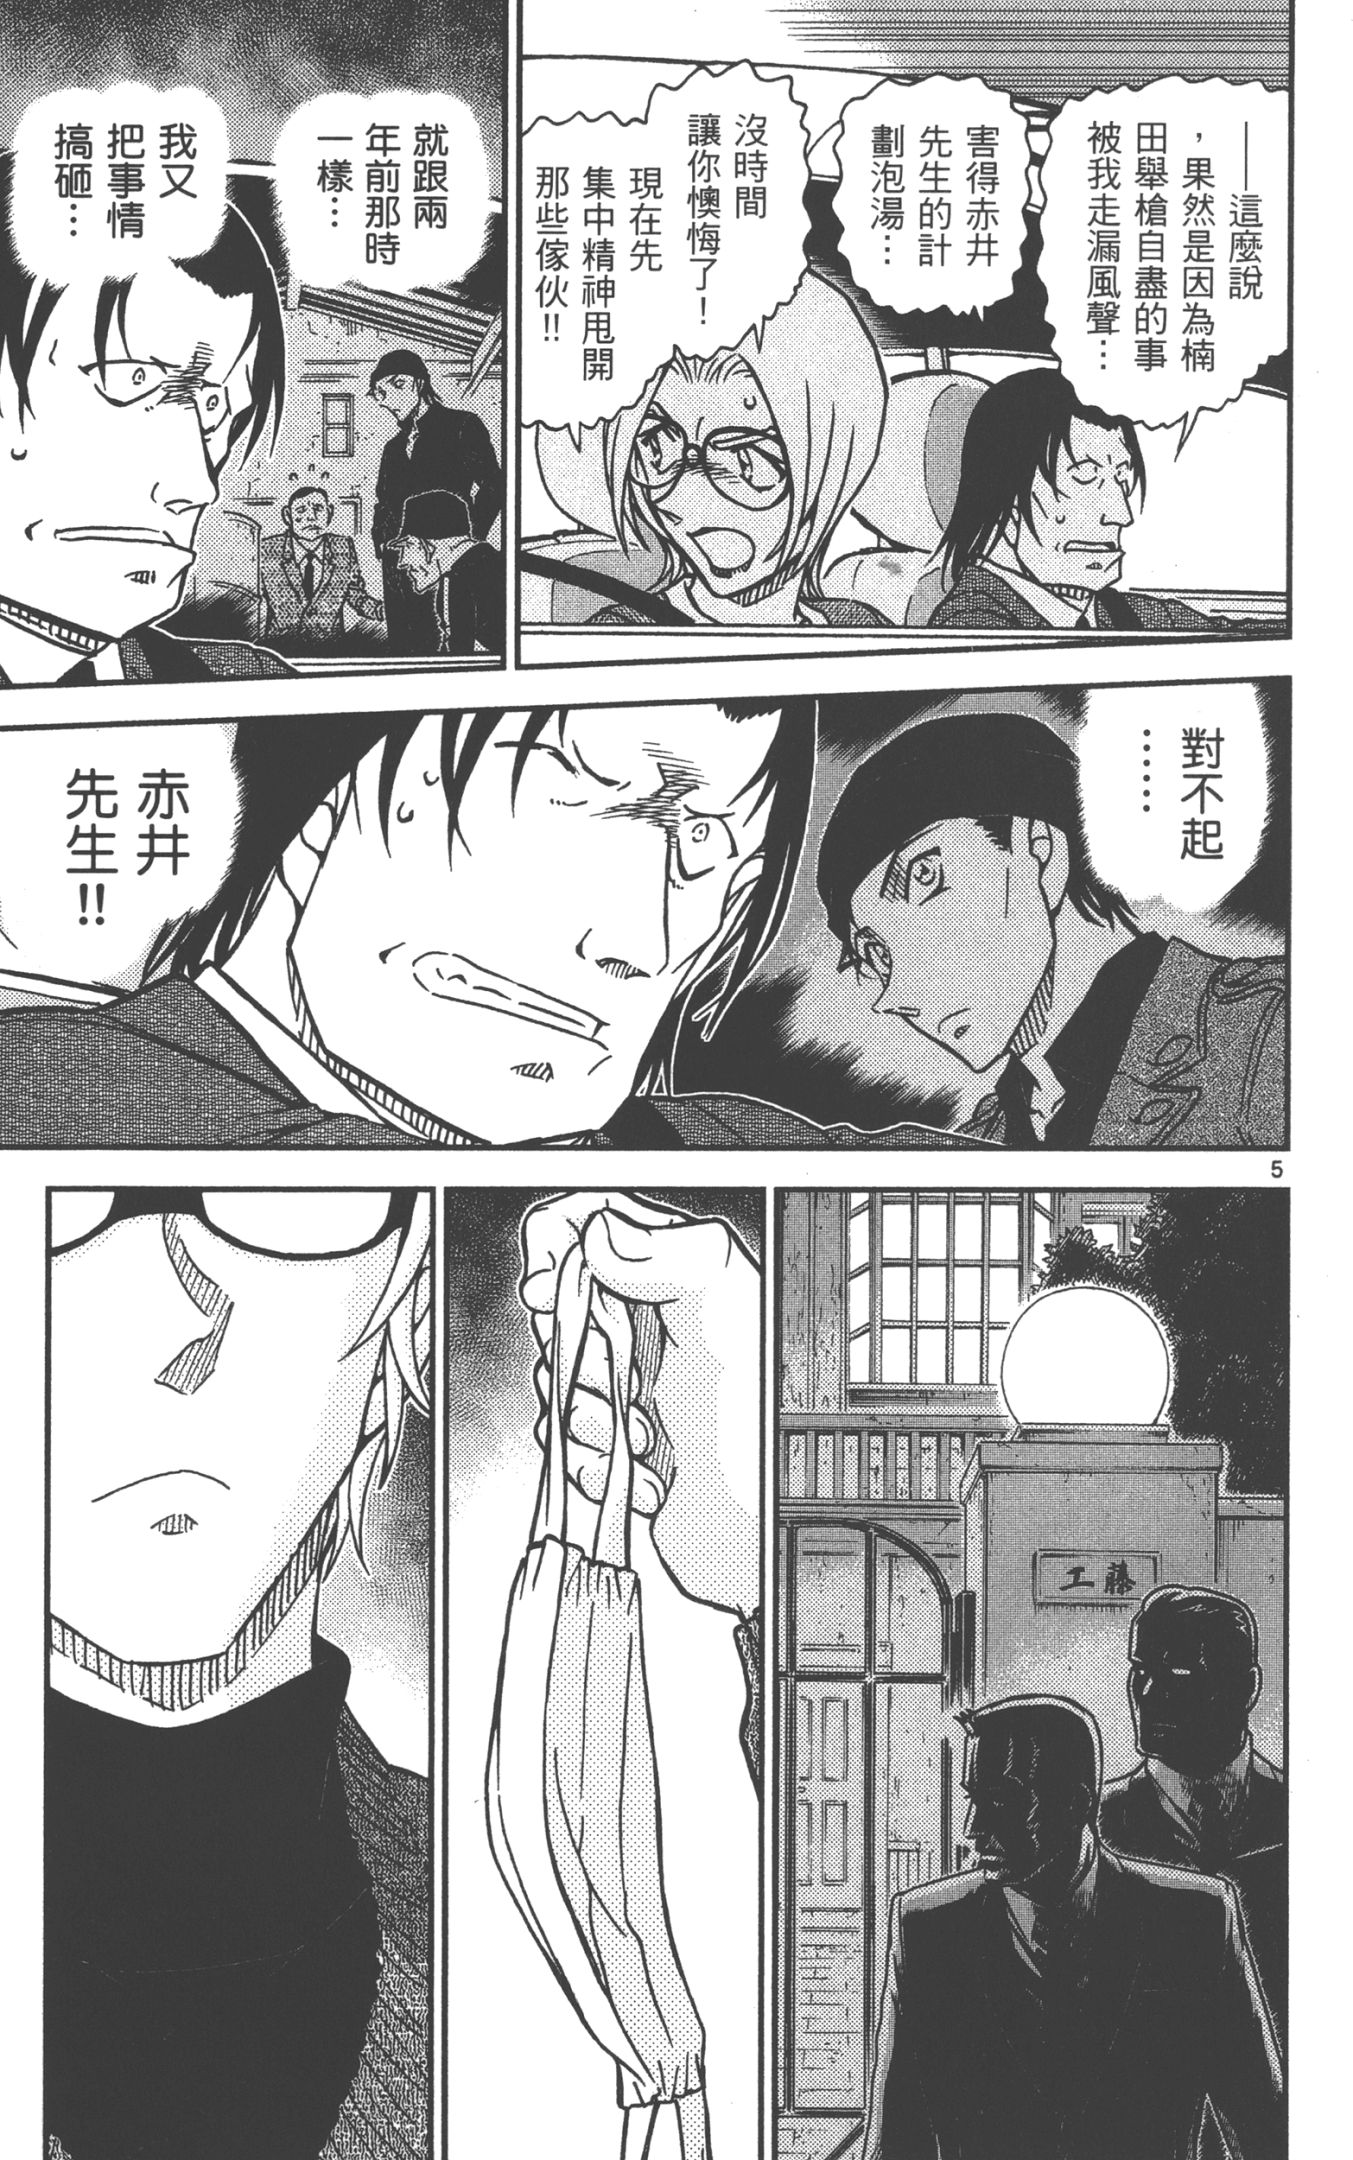 ——這麼說
，果然是因為楠
田舉槍自盡的事
被我走漏風聲…
害得赤井
先生的計
劃泡湯…
沒時間
讓你懊悔了！
現在先
集中精神甩開
那些傢伙!!
就跟兩
年前那時
一樣…
我又
把事情
搞砸…
對不起
……
赤井
先生!!
5
工藤